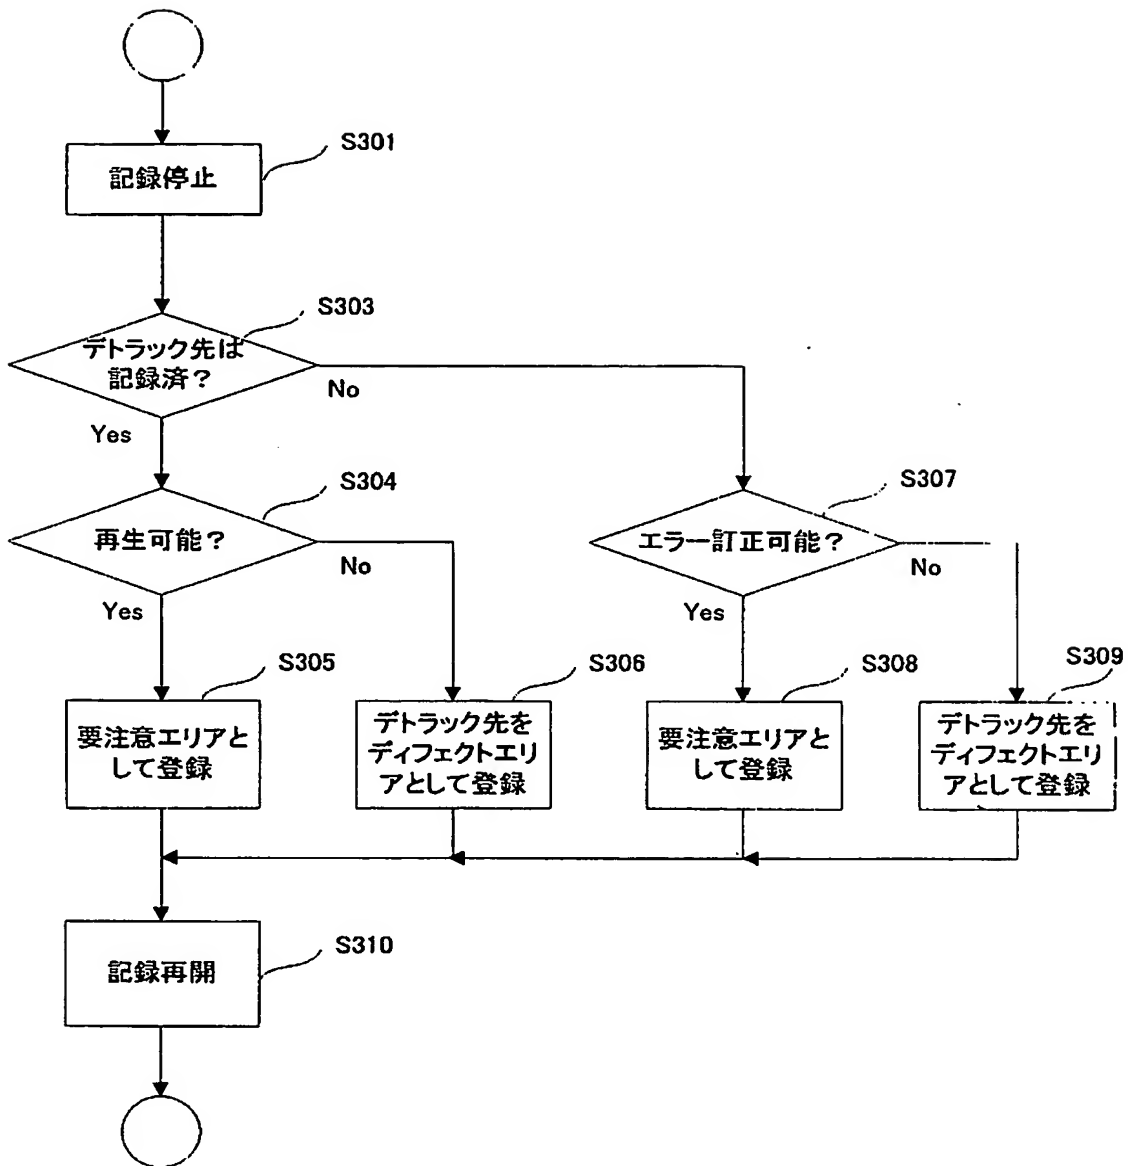 S301
記録停止
S303
デトラック先は
記録済?
No
Yes
S304
再生可能?
No
Yes
S307
エラー訂正可能?
No
Yes
S305
要注意エリアと
して登録
S306
デトラック先を
ディフェクトエリ
アとして登録
S308
要注意エリアと
して登録
S309
デトラック先を
ディフェクトエリ
アとして登録
S310
記録再開